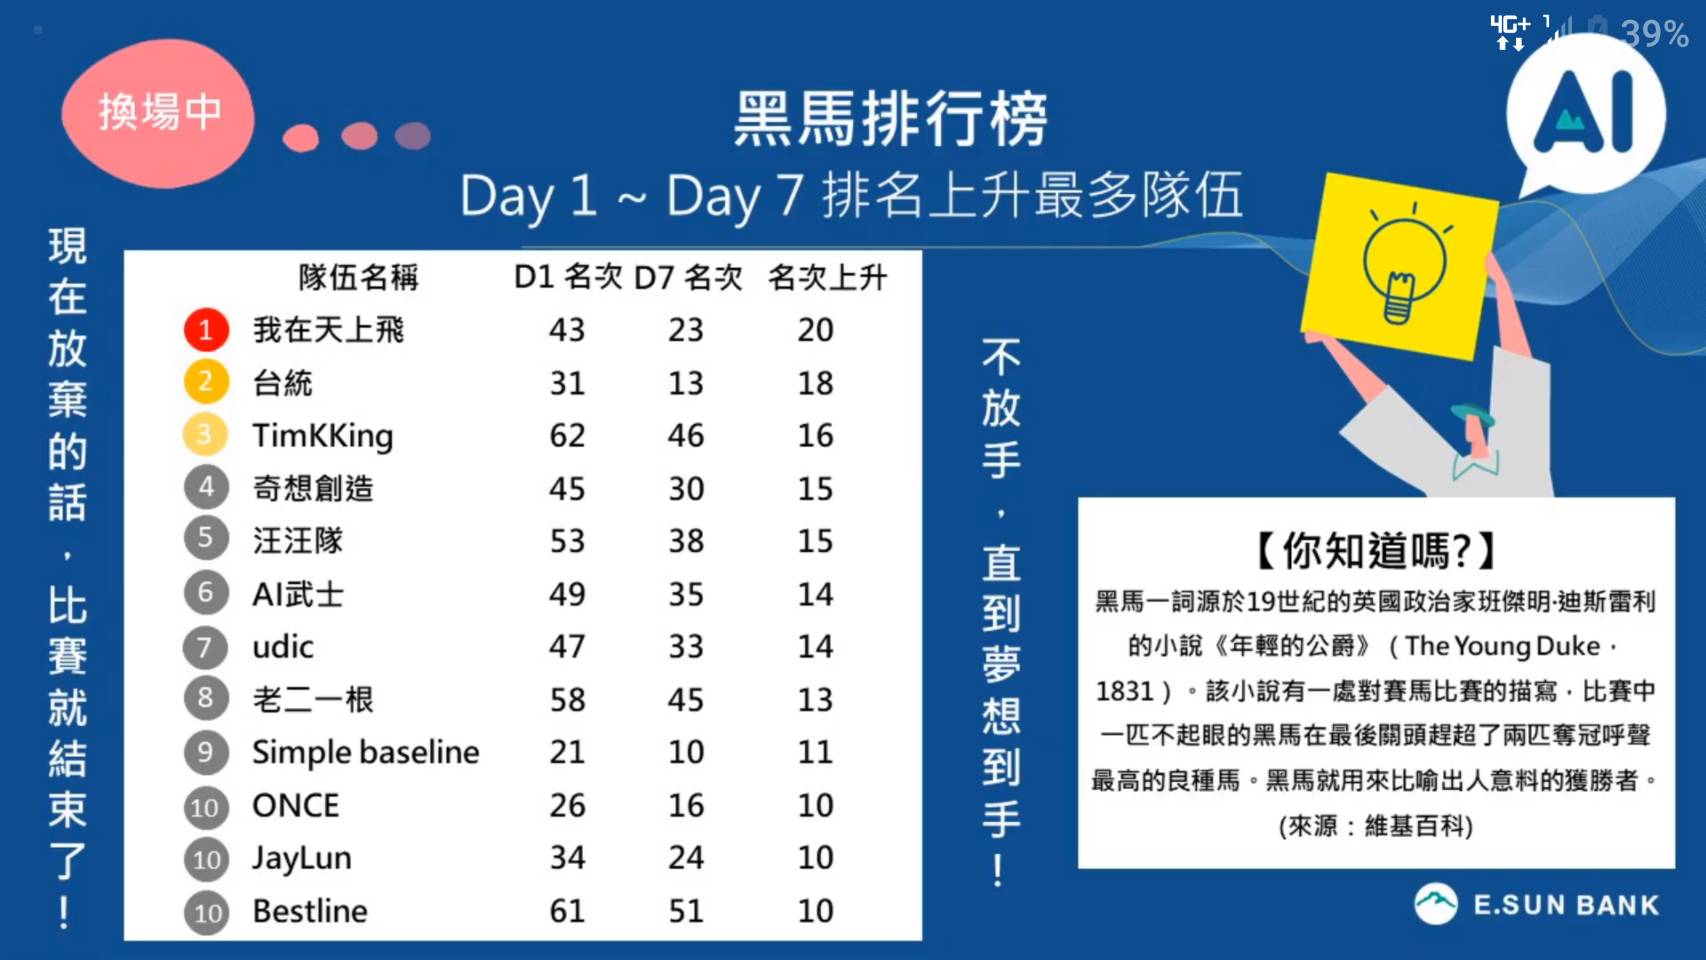 4G+ 1 39%
換場中
AI
黑馬排行榜
Day 1 ~ Day 7 排名上升最多隊伍
現在放棄的話，比賽就結束了！
隊伍名稱 D1 名次 D7 名次 名次上升
1 我在天上飛 43 23 20
2 台統 31 13 18
3 TimKKing 62 46 16
4 奇想創造 45 30 15
5 汪汪隊 53 38 15
6 AI武士 49 35 14
7 udic 47 33 14
8 老二一根 58 45 13
9 Simple baseline 21 10 11
10 ONCE 26 16 10
10 JayLun 34 24 10
10 Bestline 61 51 10
不放手，直到夢想到手！
【你知道嗎?】
黑馬一詞源於19世紀的英國政治家班傑明·迪斯雷利
的小說《年輕的公爵》（The Young Duke，
1831）。該小說有一處對賽馬比賽的描寫，比賽中
一匹不起眼的黑馬在最後關頭趕超了兩匹奪冠呼聲
最高的良種馬。黑馬就用來比喻出人意料的獲勝者。
(來源：維基百科)
E.SUN BANK